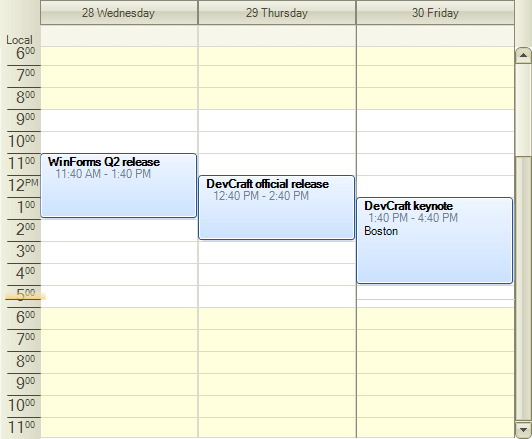 28 Wednesday
29 Thursday
30 Friday
Local
6 00
7 00
8 00
9 00
10 00
11 00
WinForms Q2 release
11:40 AM - 1:40 PM
12 PM
DevCraft official release
12:40 PM - 2:40 PM
1 00
DevCraft keynote
1:40 PM - 4:40 PM
Boston
2 00
3 00
4 00
5 00
6 00
7 00
8 00
9 00
10 00
11 00